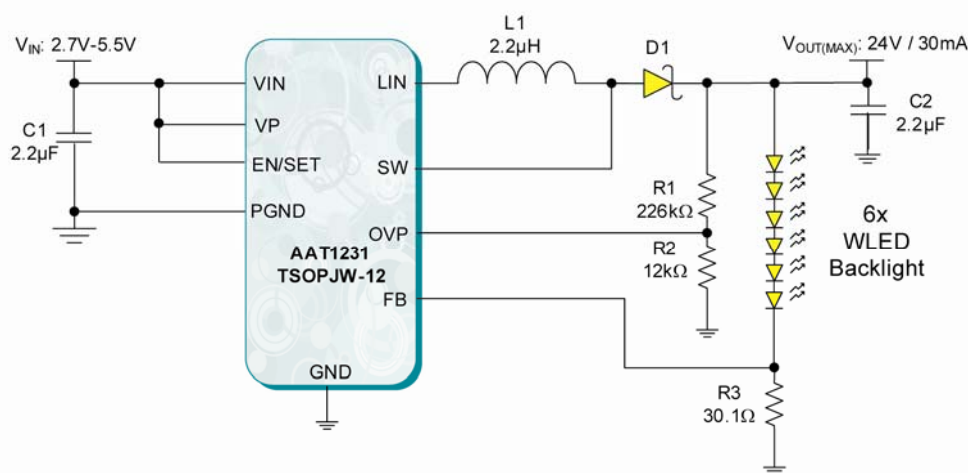 VIN: 2.7V-5.5V
C1
2.2µF
VIN
VP
EN/SET
PGND
LIN
SW
OVP
FB
GND
AAT1231
TSOPJW-12
L1
2.2µH
D1
VOUT(MAX): 24V / 30mA
C2
2.2µF
R1
226kΩ
R2
12kΩ
6x
WLED
Backlight
R3
30.1Ω